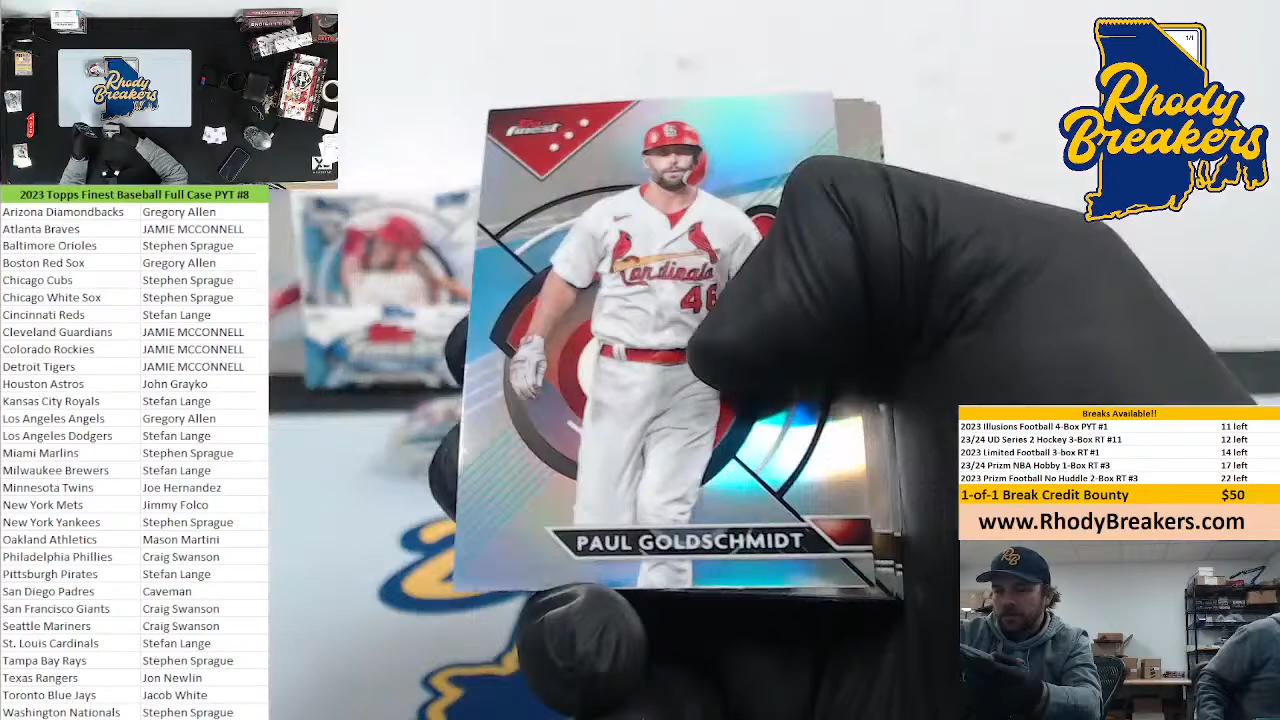 Rhody
Breakers
2023 Topps Finest Baseball Full Case PYT #8
Arizona Diamondbacks Gregory Allen
Atlanta Braves JAMIE MCCONNELL
Baltimore Orioles Stephen Sprague
Boston Red Sox Gregory Allen
Chicago Cubs Stephen Sprague
Chicago White Sox Stephen Sprague
Cincinnati Reds Stefan Lange
Cleveland Guardians JAMIE MCCONNELL
Colorado Rockies JAMIE MCCONNELL
Detroit Tigers JAMIE MCCONNELL
Houston Astros John Grayko
Kansas City Royals Stefan Lange
Los Angeles Angels Gregory Allen
Los Angeles Dodgers Stefan Lange
Miami Marlins Stephen Sprague
Milwaukee Brewers Stefan Lange
Minnesota Twins Joe Hernandez
New York Mets Jimmy Folco
New York Yankees Stephen Sprague
Oakland Athletics Mason Martini
Philadelphia Phillies Craig Swanson
Pittsburgh Pirates Stefan Lange
San Diego Padres Caveman
San Francisco Giants Craig Swanson
Seattle Mariners Craig Swanson
St. Louis Cardinals Stefan Lange
Tampa Bay Rays Stephen Sprague
Texas Rangers Jon Newlin
Toronto Blue Jays Jacob White
Washington Nationals Stephen Sprague
Finest
Cardinals
46
PAUL GOLDSCHMIDT
1/1
Rhody
Breakers
Breaks Available!!
2023 Illusions Football 4-Box PYT #1 11 left
23/24 UD Series 2 Hockey 3-Box RT #11 12 left
2023 Limited Football 3-box RT #1 14 left
23/24 Prizm NBA Hobby 1-Box RT #3 17 left
2023 Prizm Football No Huddle 2-Box RT #3 22 left
1-of-1 Break Credit Bounty $50
www.RhodyBreakers.com
RB